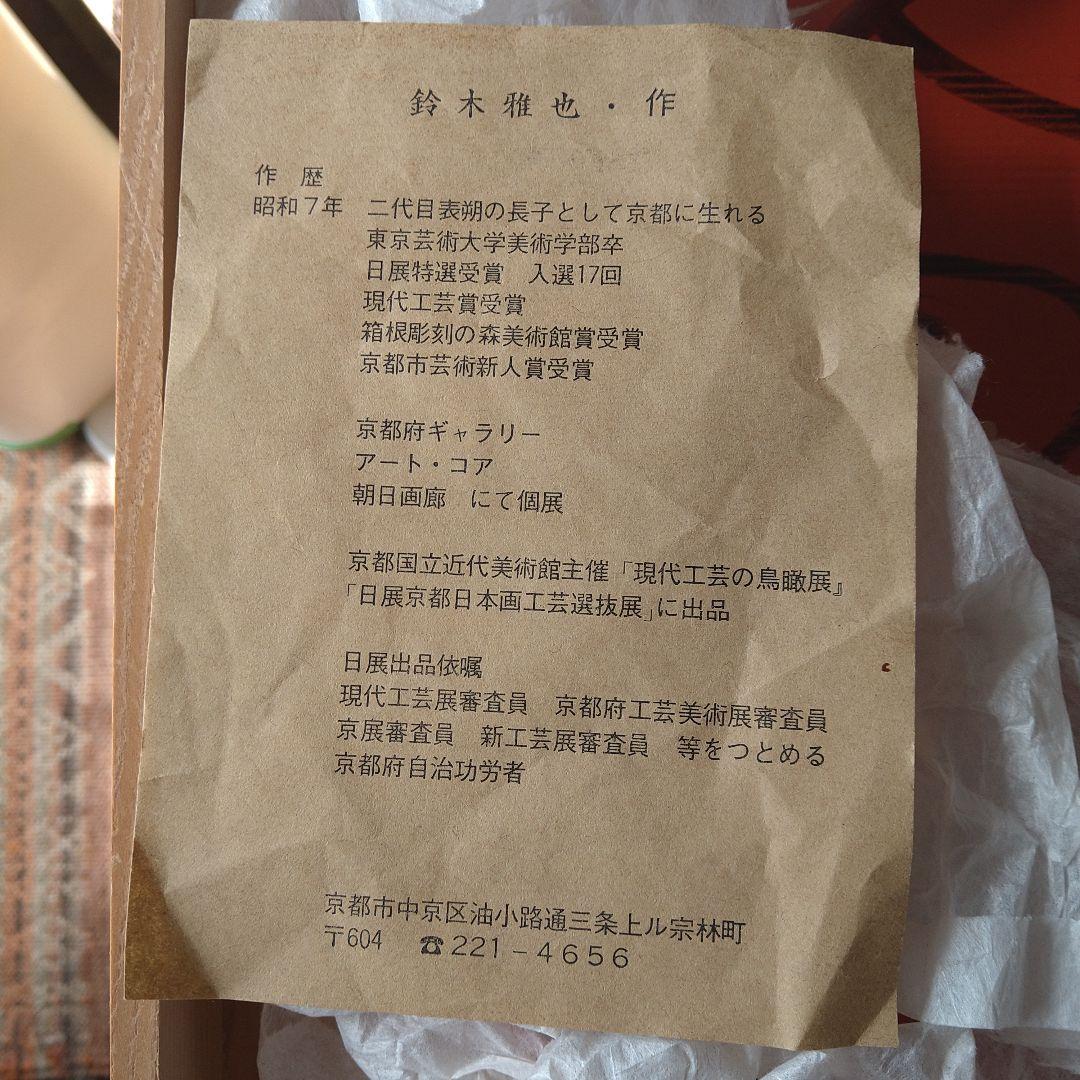 鈴木雅也・作
作　歴
昭和７年　二代目表朔の長子として京都に生れる
東京芸術大学美術学部卒
日展特選受賞　入選17回
現代工芸賞受賞
箱根彫刻の森美術館賞受賞
京都市芸術新人賞受賞
京都府ギャラリー
アート・コア
朝日画廊　にて個展
京都国立近代美術館主催「現代工芸の鳥瞰展』
「日展京都日本画工芸選抜展」に出品
日展出品依嘱
現代工芸展審査員　京都府工芸美術展審査員
京展審査員　新工芸展審査員　等をつとめる
京都府自治功労者
京都市中京区油小路通三条上ル宗林町
〒604　☎221－4656